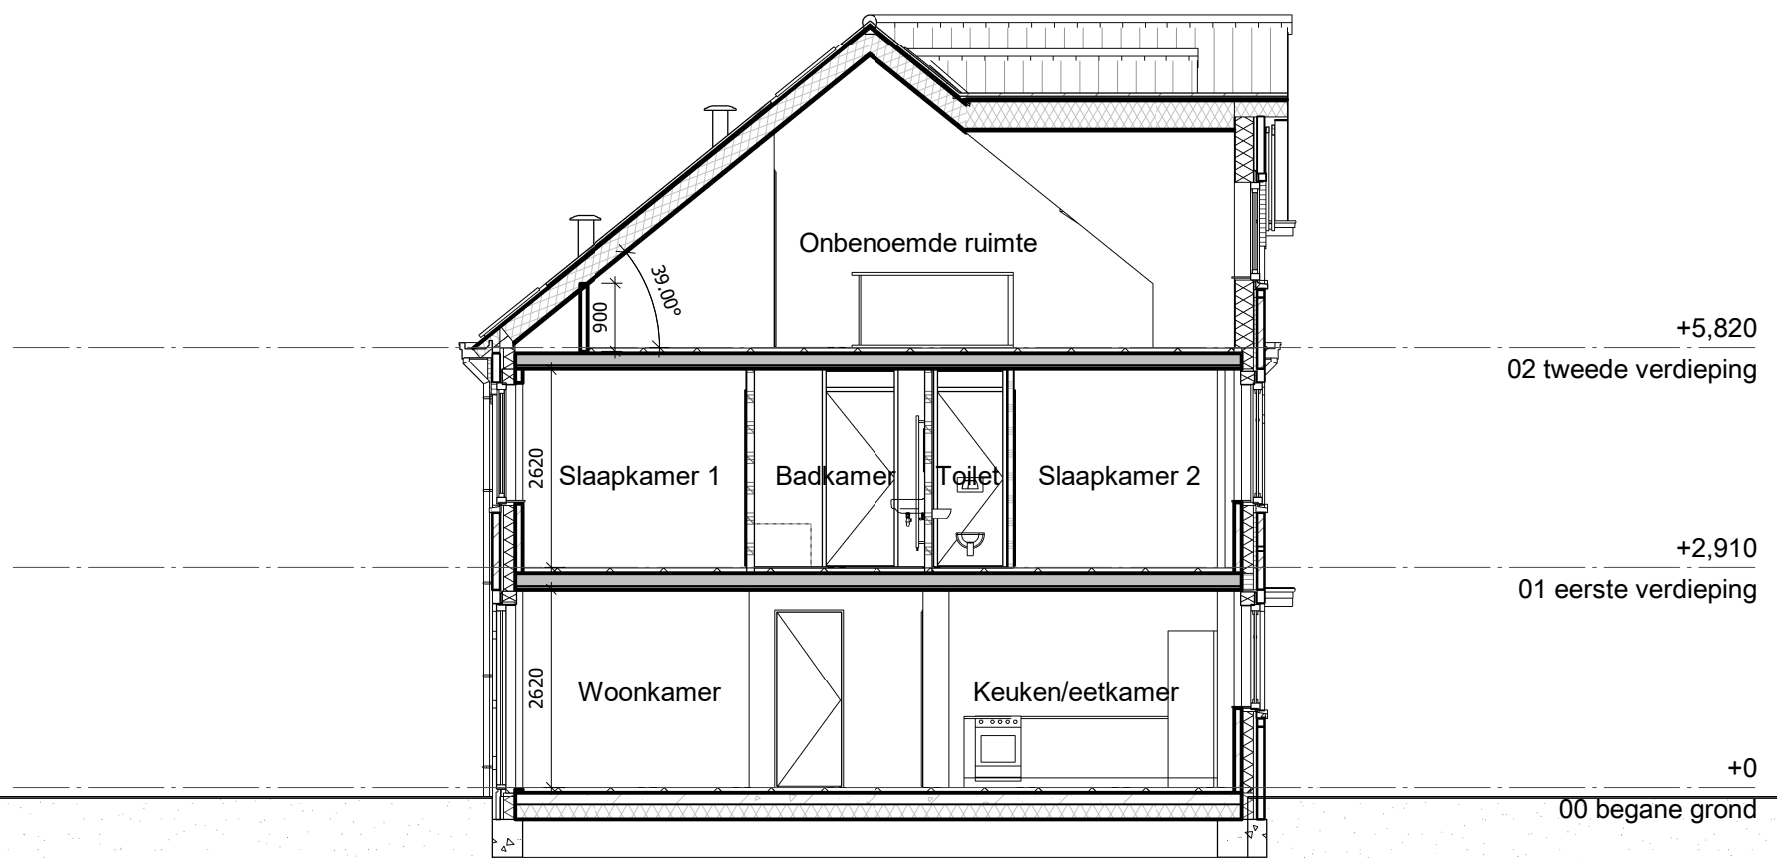 Onbenoemde ruimte
39.00°
900
+5,820
02 tweede verdieping
2620
Slaapkamer 1
Badkamer
Toilet
Slaapkamer 2
+2,910
01 eerste verdieping
2620
Woonkamer
Keuken/eetkamer
+0
00 begane grond